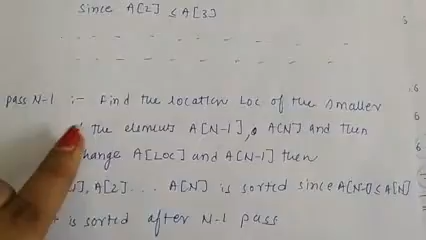 since A[2] ≤ A[3]
Pass N-1 :- Find the location Loc of the smaller
the elements A[N-1], A[N] and then
change A[LOC] and A[N-1] then
], A[2] ... A[N] is sorted since A[N-1] ≤ A[N]
is sorted after N-1 pass